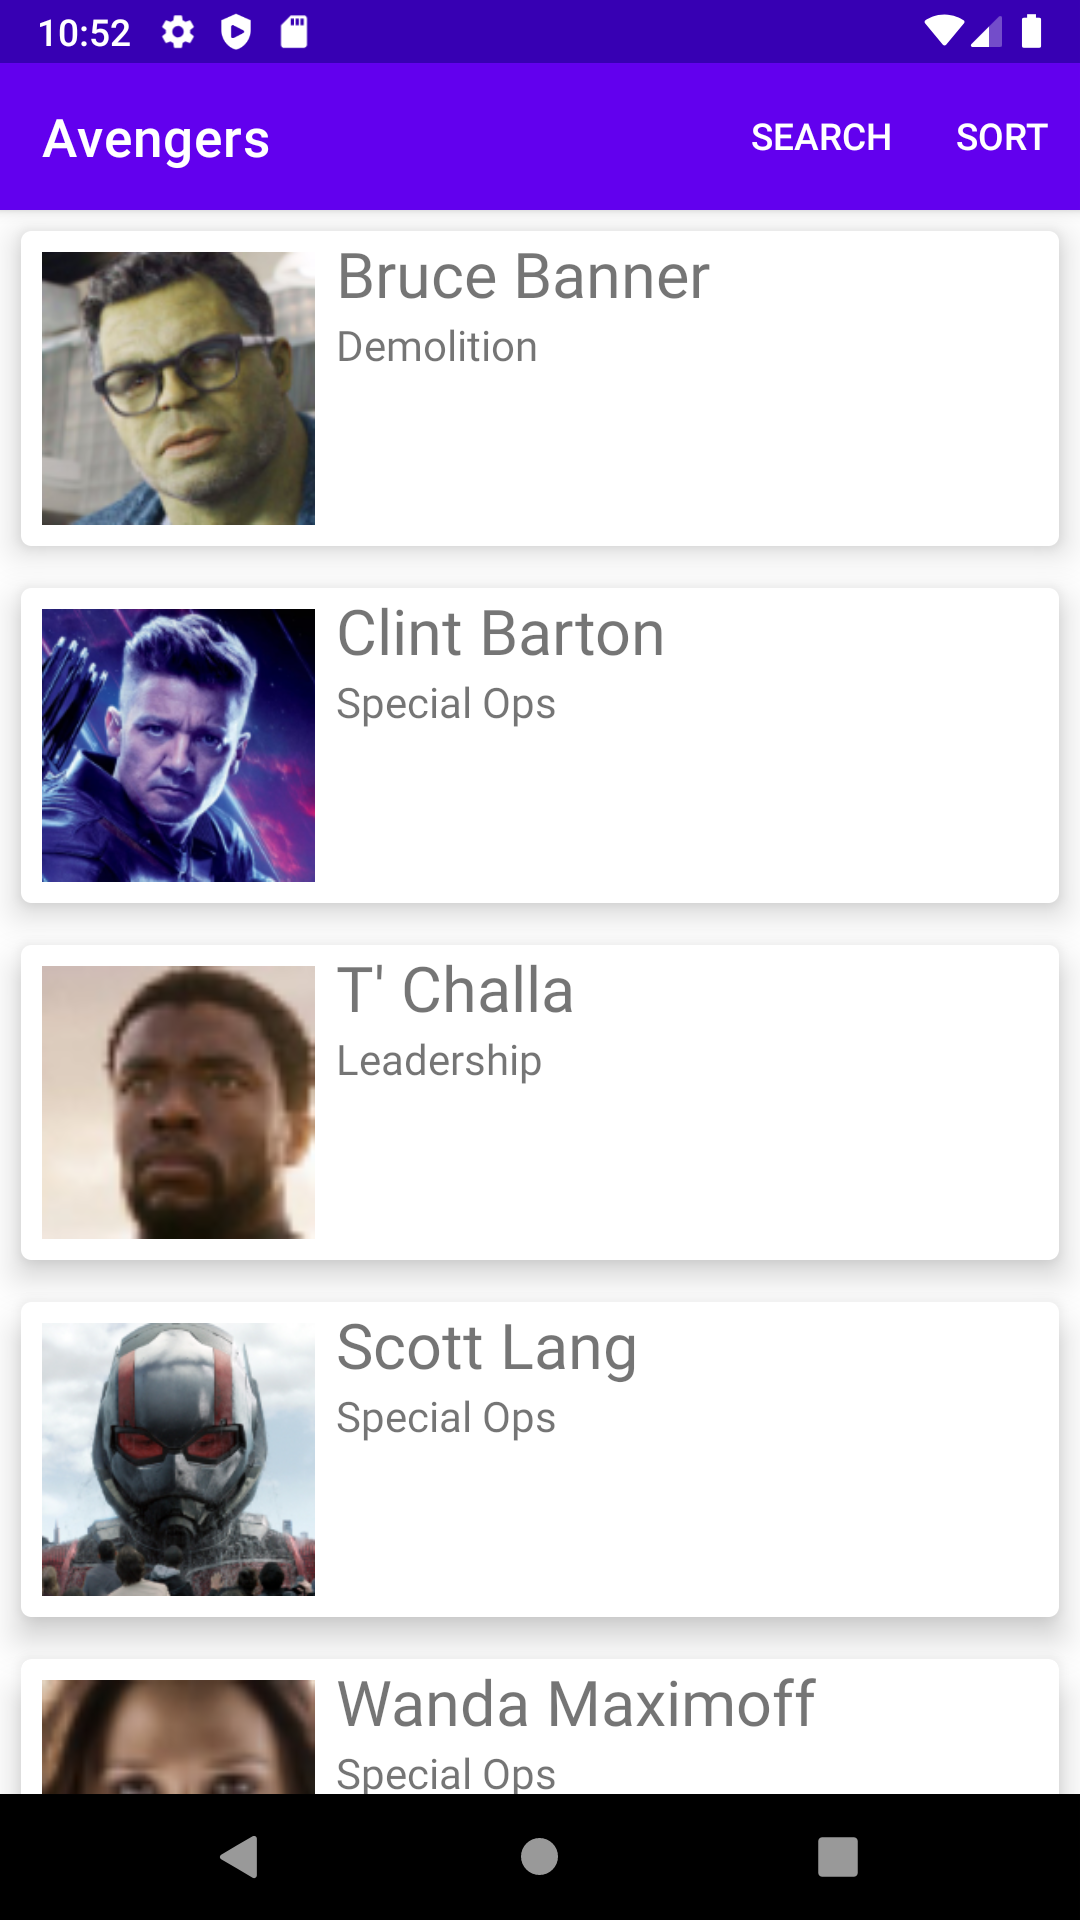 10:52
Avengers SEARCH SORT
Bruce Banner
Demolition
Clint Barton
Special Ops
T' Challa
Leadership
Scott Lang
Special Ops
Wanda Maximoff
Special Ops